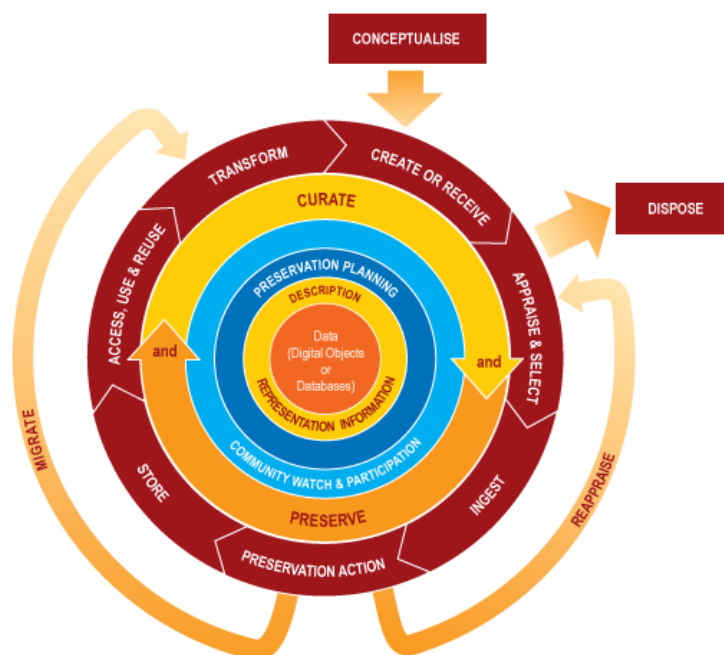 CONCEPTUALISE
CREATE OR RECEIVE
TRANSFORM
DISPOSE
CURATE
APPRAISE & SELECT
ACCESS, USE & REUSE
PRESERVATION PLANNING
DESCRIPTION
Data
(Digital Objects
or
Databases)
and
and
REPRESENTATION INFORMATION
COMMUNITY WATCH & PARTICIPATION
PRESERVE
MIGRATE
STORE
INGEST
REAPPRAISE
PRESERVATION ACTION